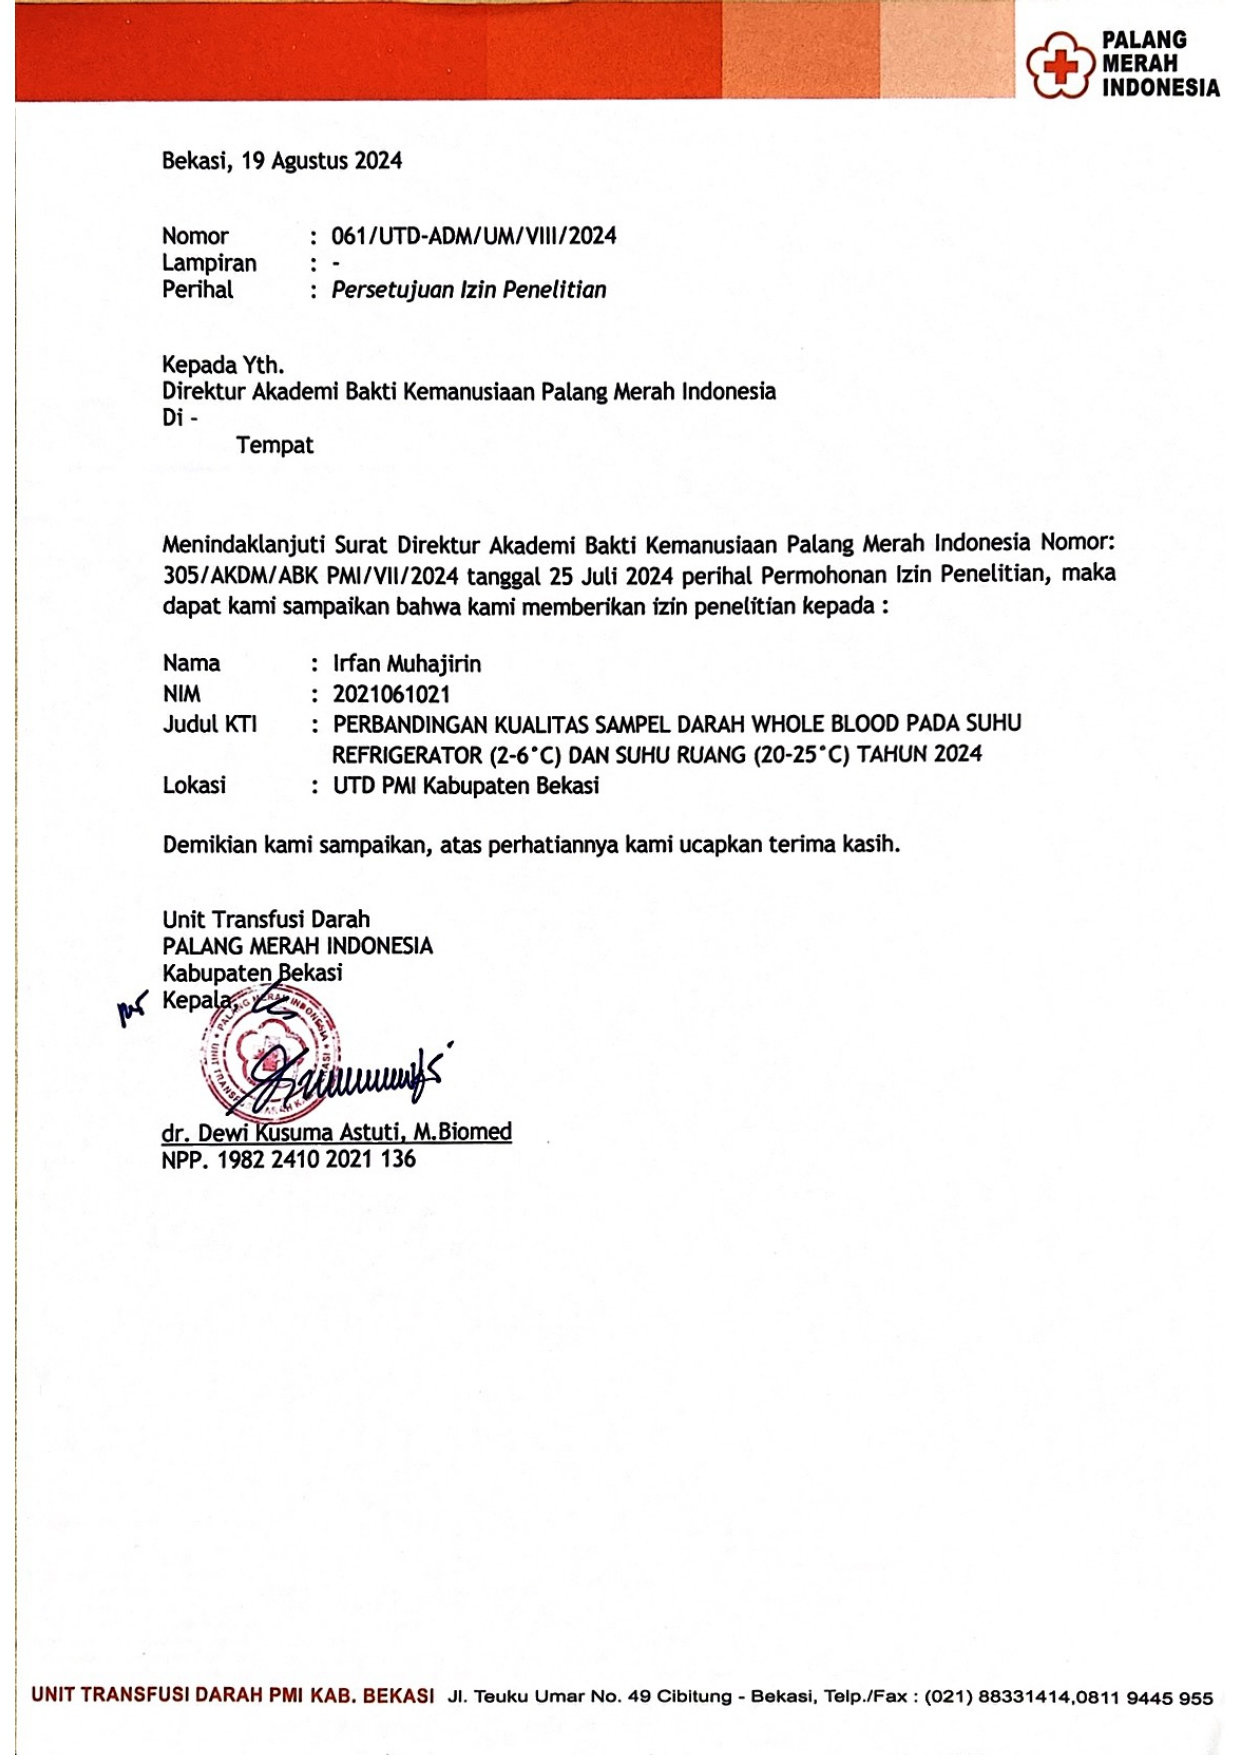 PALANG
MERAH
INDONESIA
Bekasi, 19 Agustus 2024
Nomor : 061/UTD-ADM/UM/VIII/2024
Lampiran : -
Perihal : Persetujuan Izin Penelitian
Kepada Yth.
Direktur Akademi Bakti Kemanusiaan Palang Merah Indonesia
Di -
Tempat
Menindaklanjuti Surat Direktur Akademi Bakti Kemanusiaan Palang Merah Indonesia Nomor:
305/AKDM/ABK PMI/VII/2024 tanggal 25 Juli 2024 perihal Permohonan Izin Penelitian, maka
dapat kami sampaikan bahwa kami memberikan izin penelitian kepada :
Nama : Irfan Muhajirin
NIM : 2021061021
Judul KTI : PERBANDINGAN KUALITAS SAMPEL DARAH WHOLE BLOOD PADA SUHU
REFRIGERATOR (2-6°C) DAN SUHU RUANG (20-25°C) TAHUN 2024
Lokasi : UTD PMI Kabupaten Bekasi
Demikian kami sampaikan, atas perhatiannya kami ucapkan terima kasih.
Unit Transfusi Darah
PALANG MERAH INDONESIA
Kabupaten Bekasi
Kepala,
PALANG MERAH INDONESIA
dr. Dewi Kusuma Astuti, M.Biomed
NPP. 1982 2410 2021 136
UNIT TRANSFUSI DARAH PMI KAB. BEKASI Jl. Teuku Umar No. 49 Cibitung - Bekasi, Telp./Fax : (021) 88331414,0811 9445 955